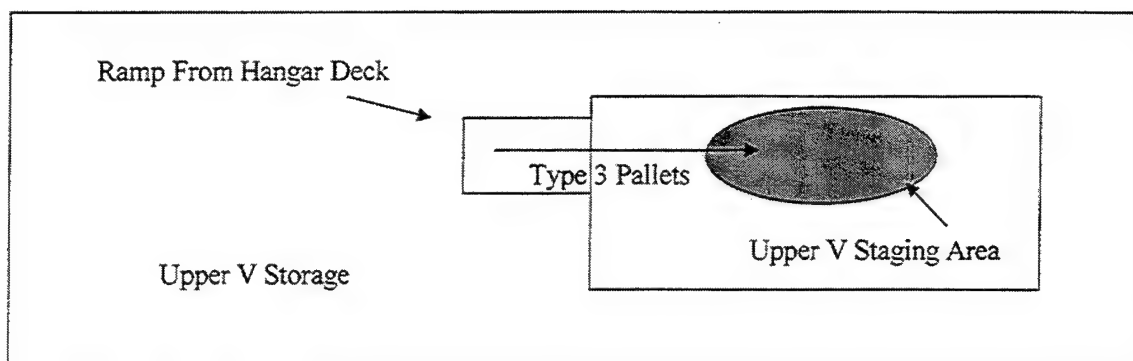 Ramp From Hangar Deck
Type 3 Pallets
Upper V Staging Area
Upper V Storage